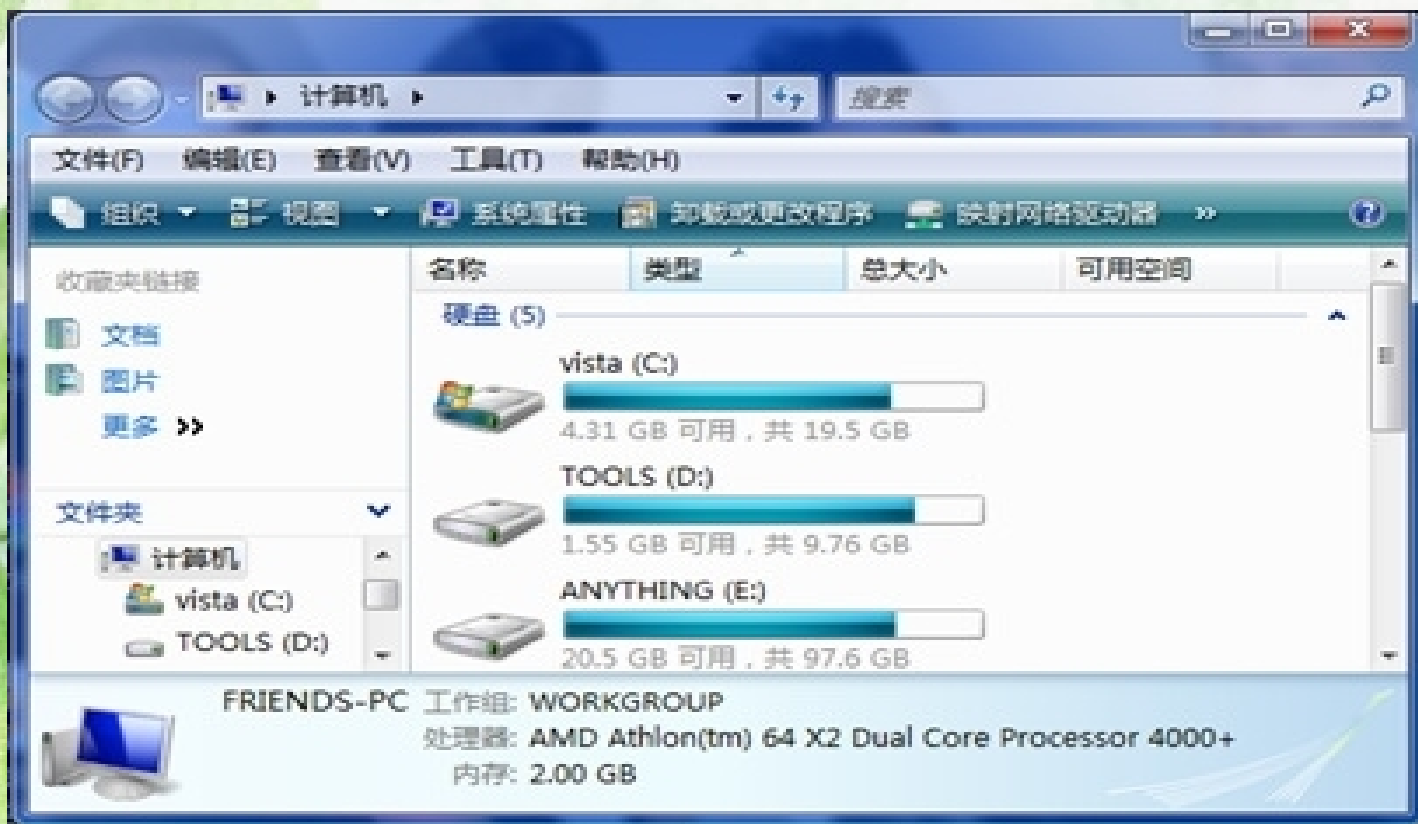 计算机
搜索
文件(F) 编辑(E) 查看(V) 工具(T) 帮助(H)
组织 视图 系统属性 卸载或更改程序 映射网络驱动器 »
收藏夹链接
文档
图片
更多 »
文件夹
计算机
vista (C:)
TOOLS (D:)
名称 类型 总大小 可用空间
硬盘 (5)
vista (C:)
4.31 GB 可用，共 19.5 GB
TOOLS (D:)
1.55 GB 可用，共 9.76 GB
ANYTHING (E:)
20.5 GB 可用，共 97.6 GB
FRIENDS-PC 工作组: WORKGROUP
处理器: AMD Athlon(tm) 64 X2 Dual Core Processor 4000+
内存: 2.00 GB